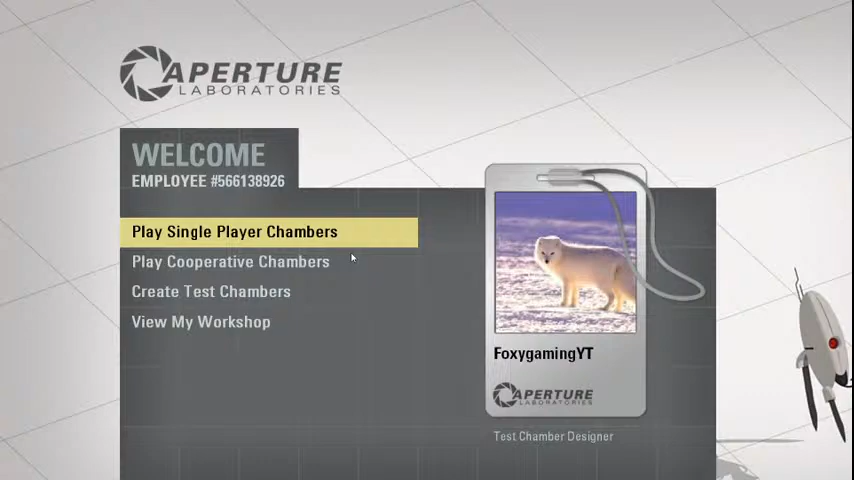 APERTURE
LABORATORIES
WELCOME
EMPLOYEE #566138926
Play Single Player Chambers
Play Cooperative Chambers
Create Test Chambers
View My Workshop
FoxygamingYT
APERTURE
LABORATORIES
Test Chamber Designer